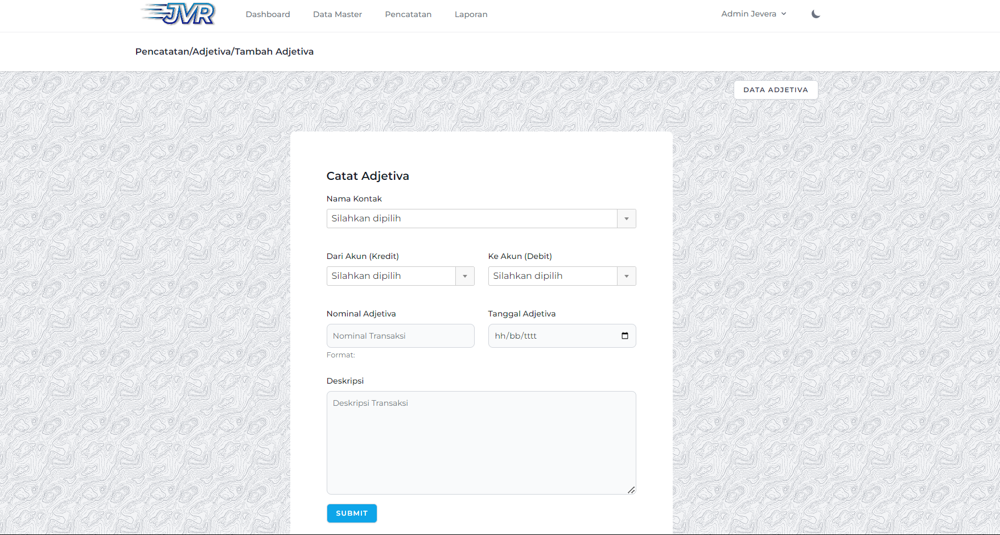 JVR
Dashboard
Data Master
Pencatatan
Laporan
Admin Jevera
Pencatatan/Adjetiva/Tambah Adjetiva
DATA ADJETIVA
Catat Adjetiva
Nama Kontak
Silahkan dipilih
Dari Akun (Kredit)
Ke Akun (Debit)
Silahkan dipilih
Silahkan dipilih
Nominal Adjetiva
Tanggal Adjetiva
Nominal Transaksi
hh/bb/tttt
Format:
Deskripsi
Deskripsi Transaksi
SUBMIT